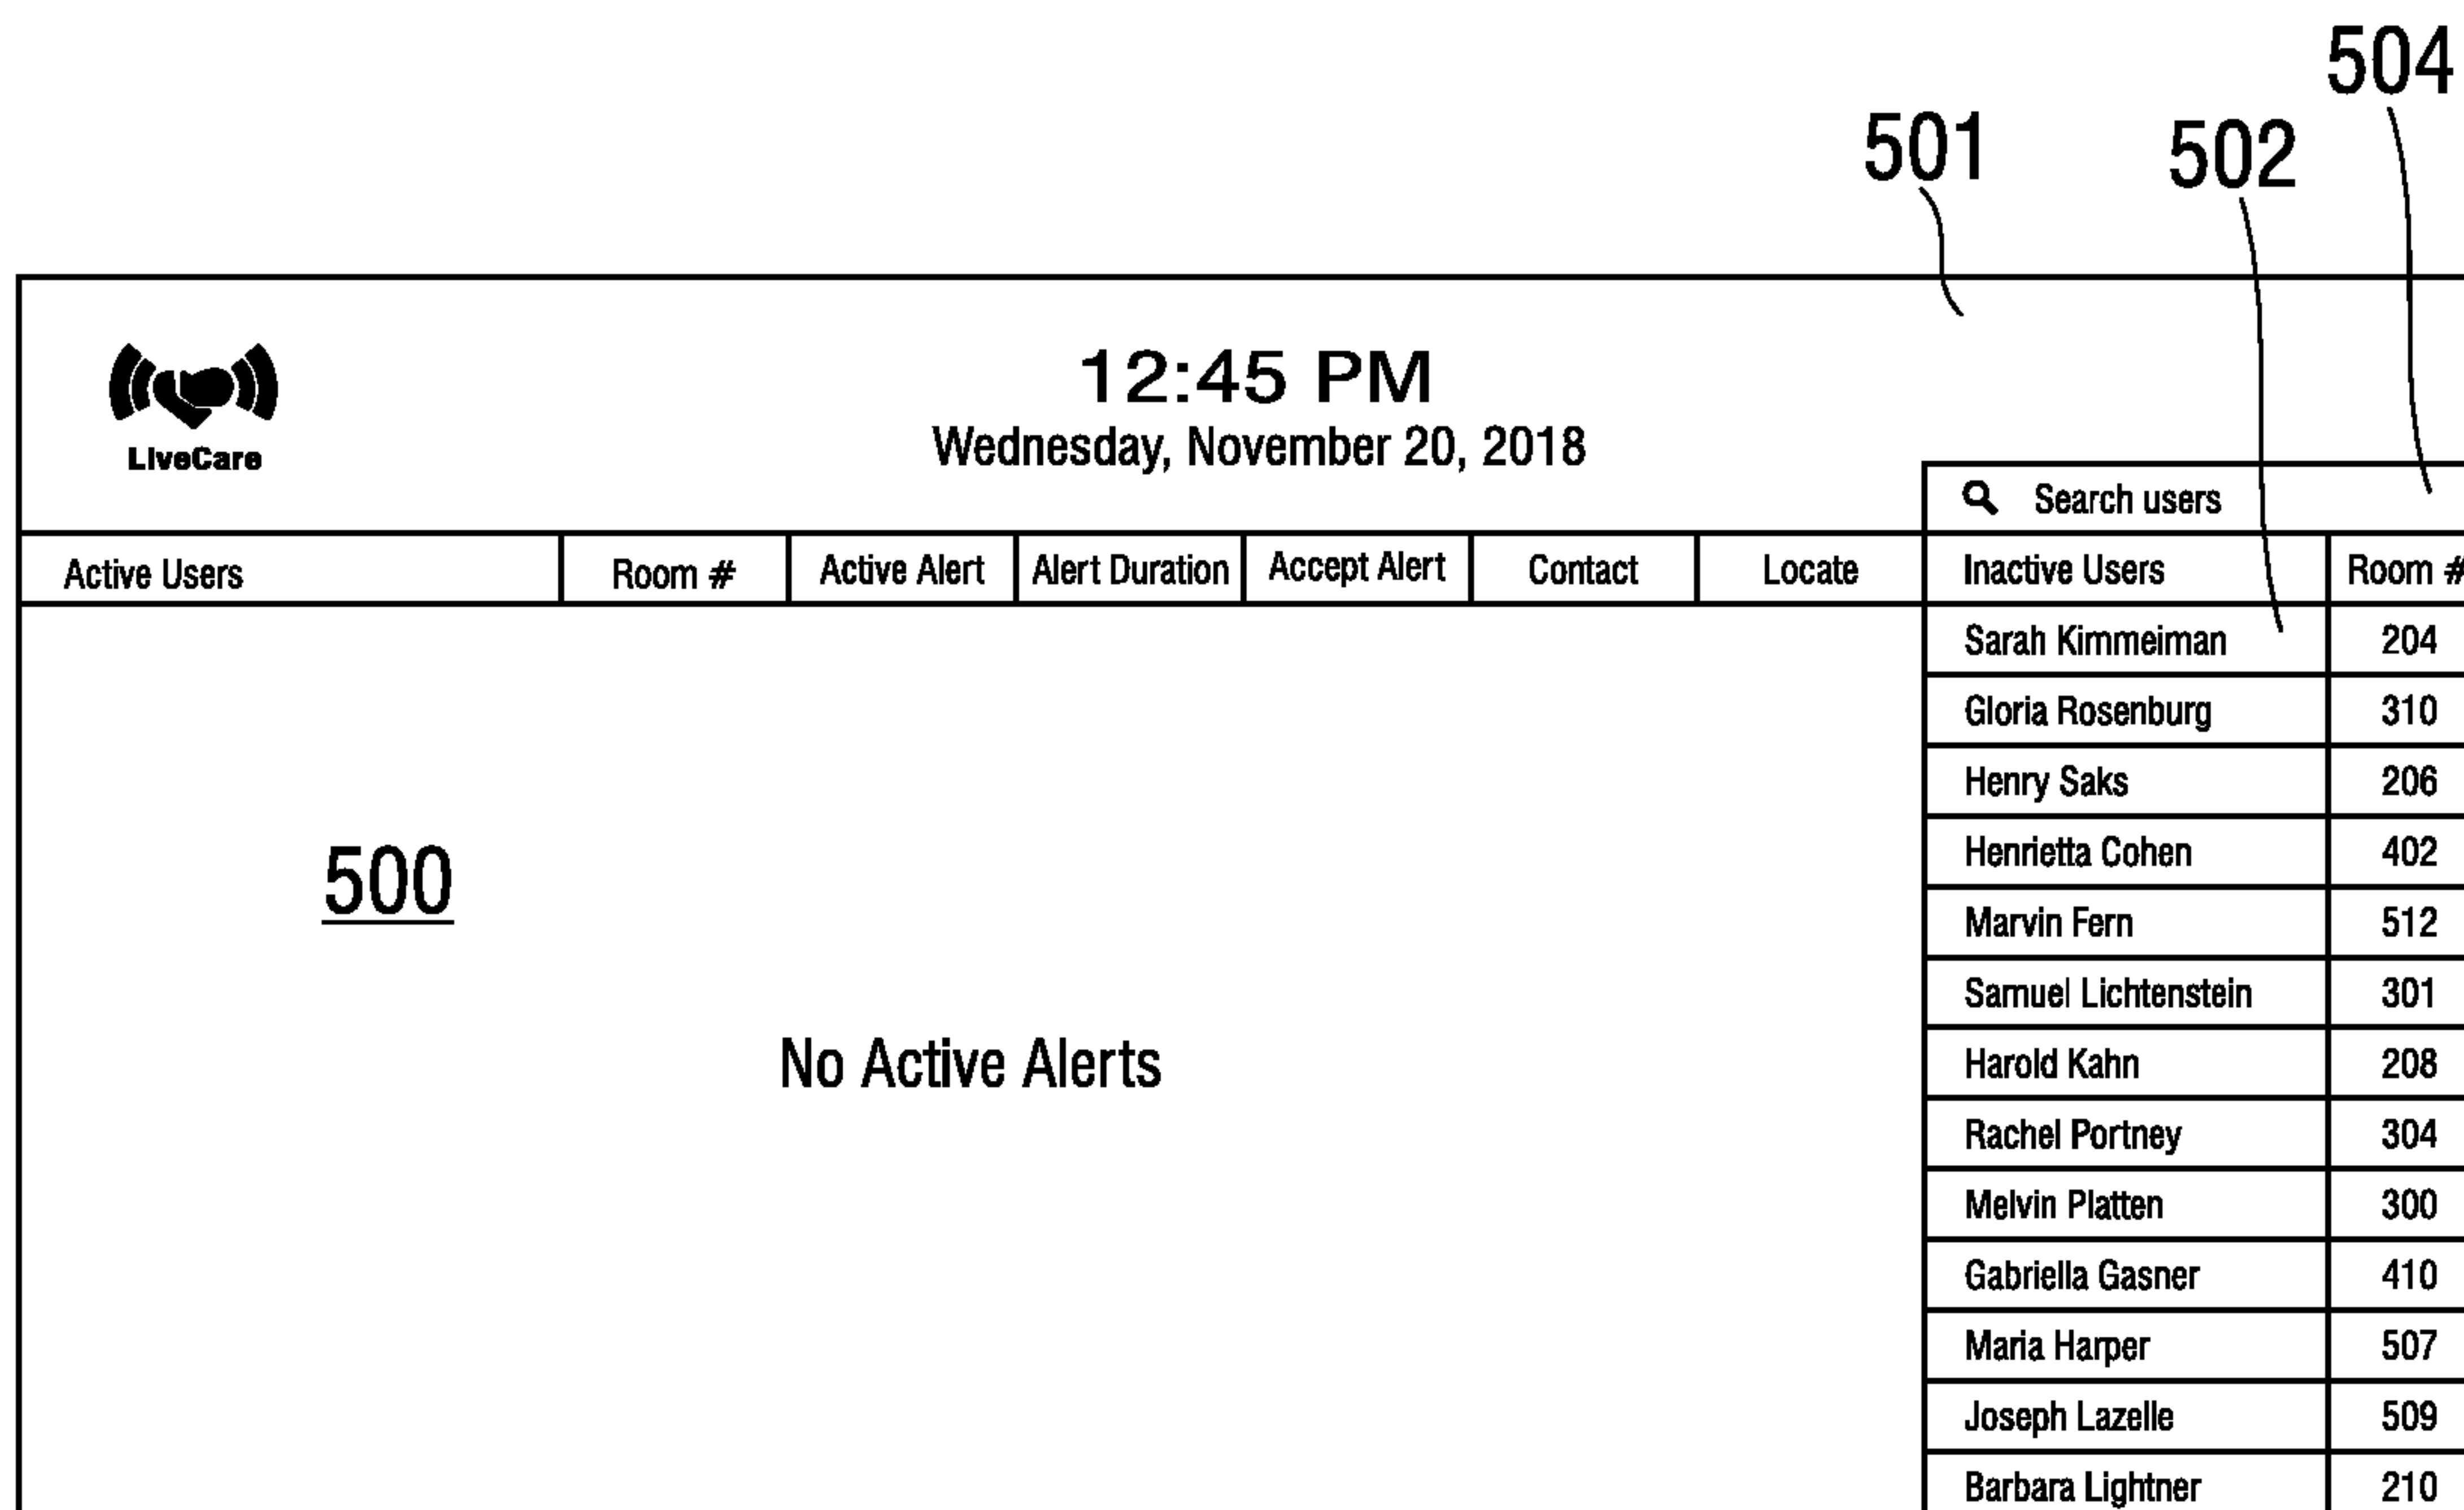 504
501 502
12:45 PM
LiveCare
Wednesday, November 20, 2018
Search users
Active Users Room # Active Alert Alert Duration Accept Alert Contact Locate Inactive Users Room #
Sarah Kimmeiman 204
Gloria Rosenburg 310
Henry Saks 206
Henrietta Cohen 402
500
Marvin Fern 512
Samuel Lichtenstein 301
No Active Alerts
Harold Kahn 208
Rachel Portney 304
Melvin Platten 300
Gabriella Gasner 410
Maria Harper 507
Joseph Lazelle 509
Barbara Lightner 210